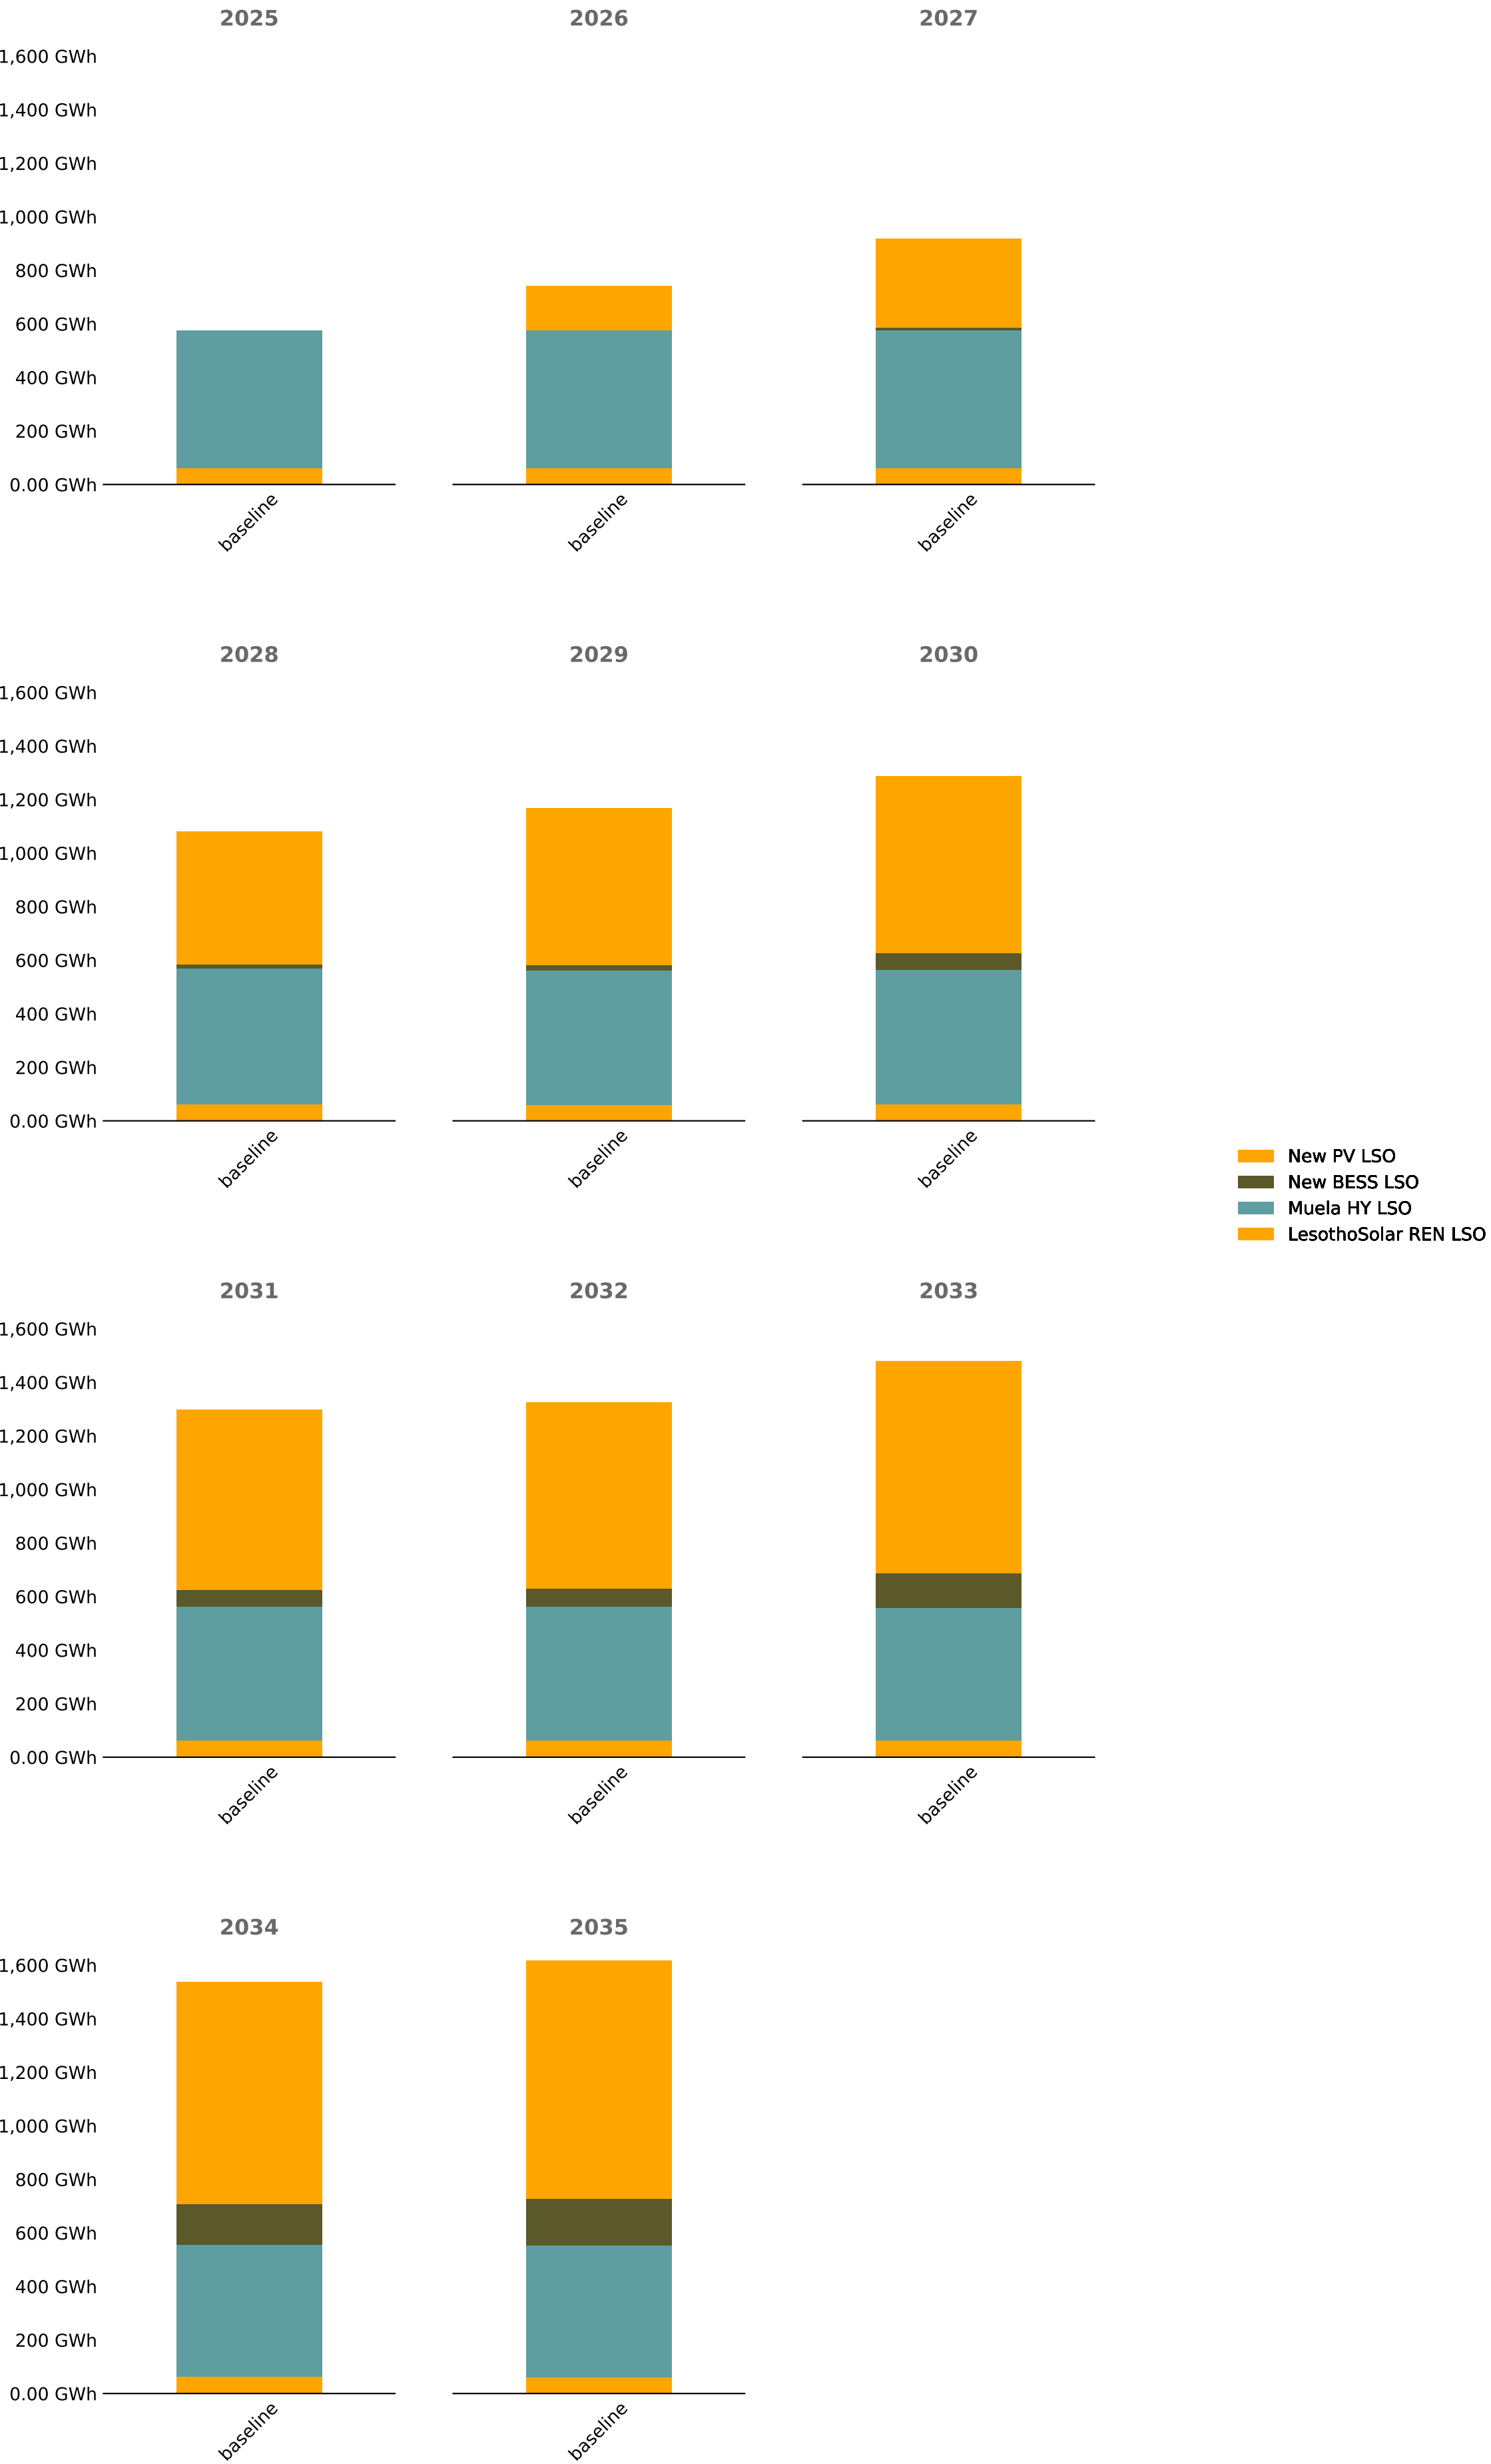 2025 2026 2027
1,600 GWh
1,400 GWh
1,200 GWh
1,000 GWh
800 GWh
600 GWh
400 GWh
200 GWh
0.00 GWh
baseline baseline baseline
2028 2029 2030
1,600 GWh
1,400 GWh
1,200 GWh
1,000 GWh
800 GWh
600 GWh
400 GWh
200 GWh
0.00 GWh
baseline baseline baseline
New PV LSO
New BESS LSO
Muela HY LSO
LesothoSolar REN LSO
2031 2032 2033
1,600 GWh
1,400 GWh
1,200 GWh
1,000 GWh
800 GWh
600 GWh
400 GWh
200 GWh
0.00 GWh
baseline baseline baseline
2034 2035
1,600 GWh
1,400 GWh
1,200 GWh
1,000 GWh
800 GWh
600 GWh
400 GWh
200 GWh
0.00 GWh
baseline baseline